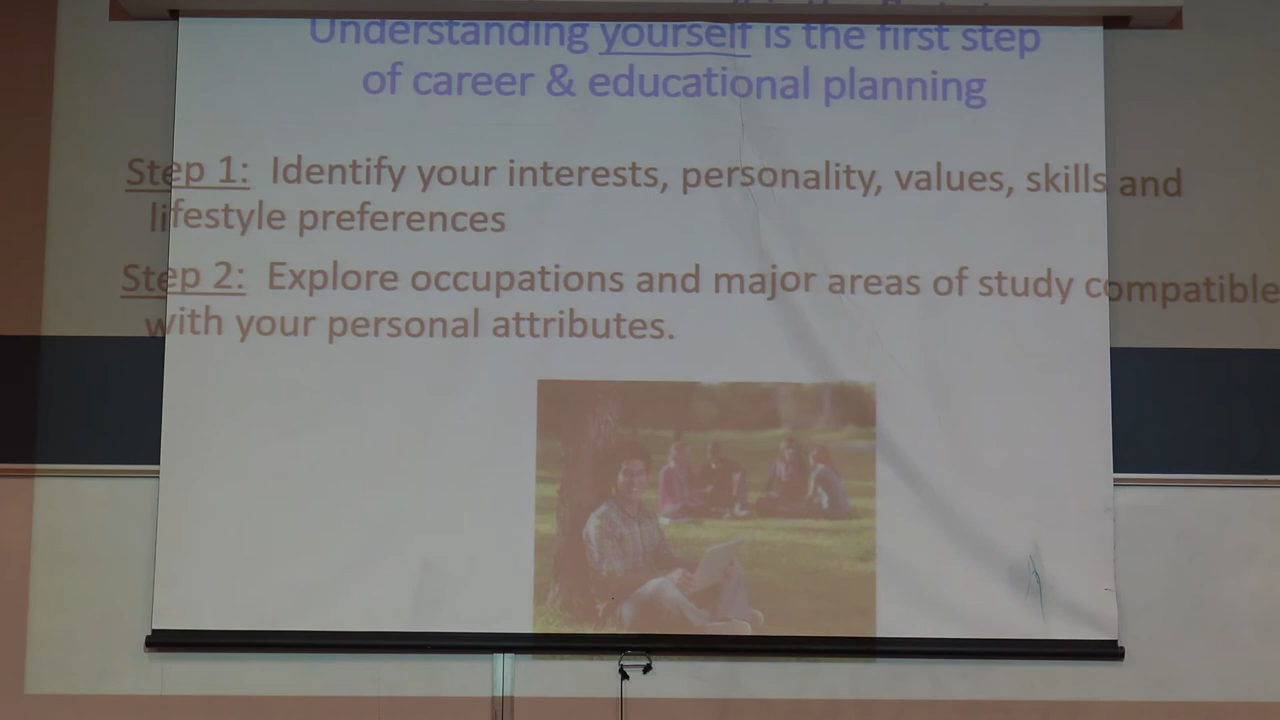 Understanding yourself is the first step
of career & educational planning
Step 1: Identify your interests, personality, values, skills and
lifestyle preferences
Step 2: Explore occupations and major areas of study compatible
with your personal attributes.